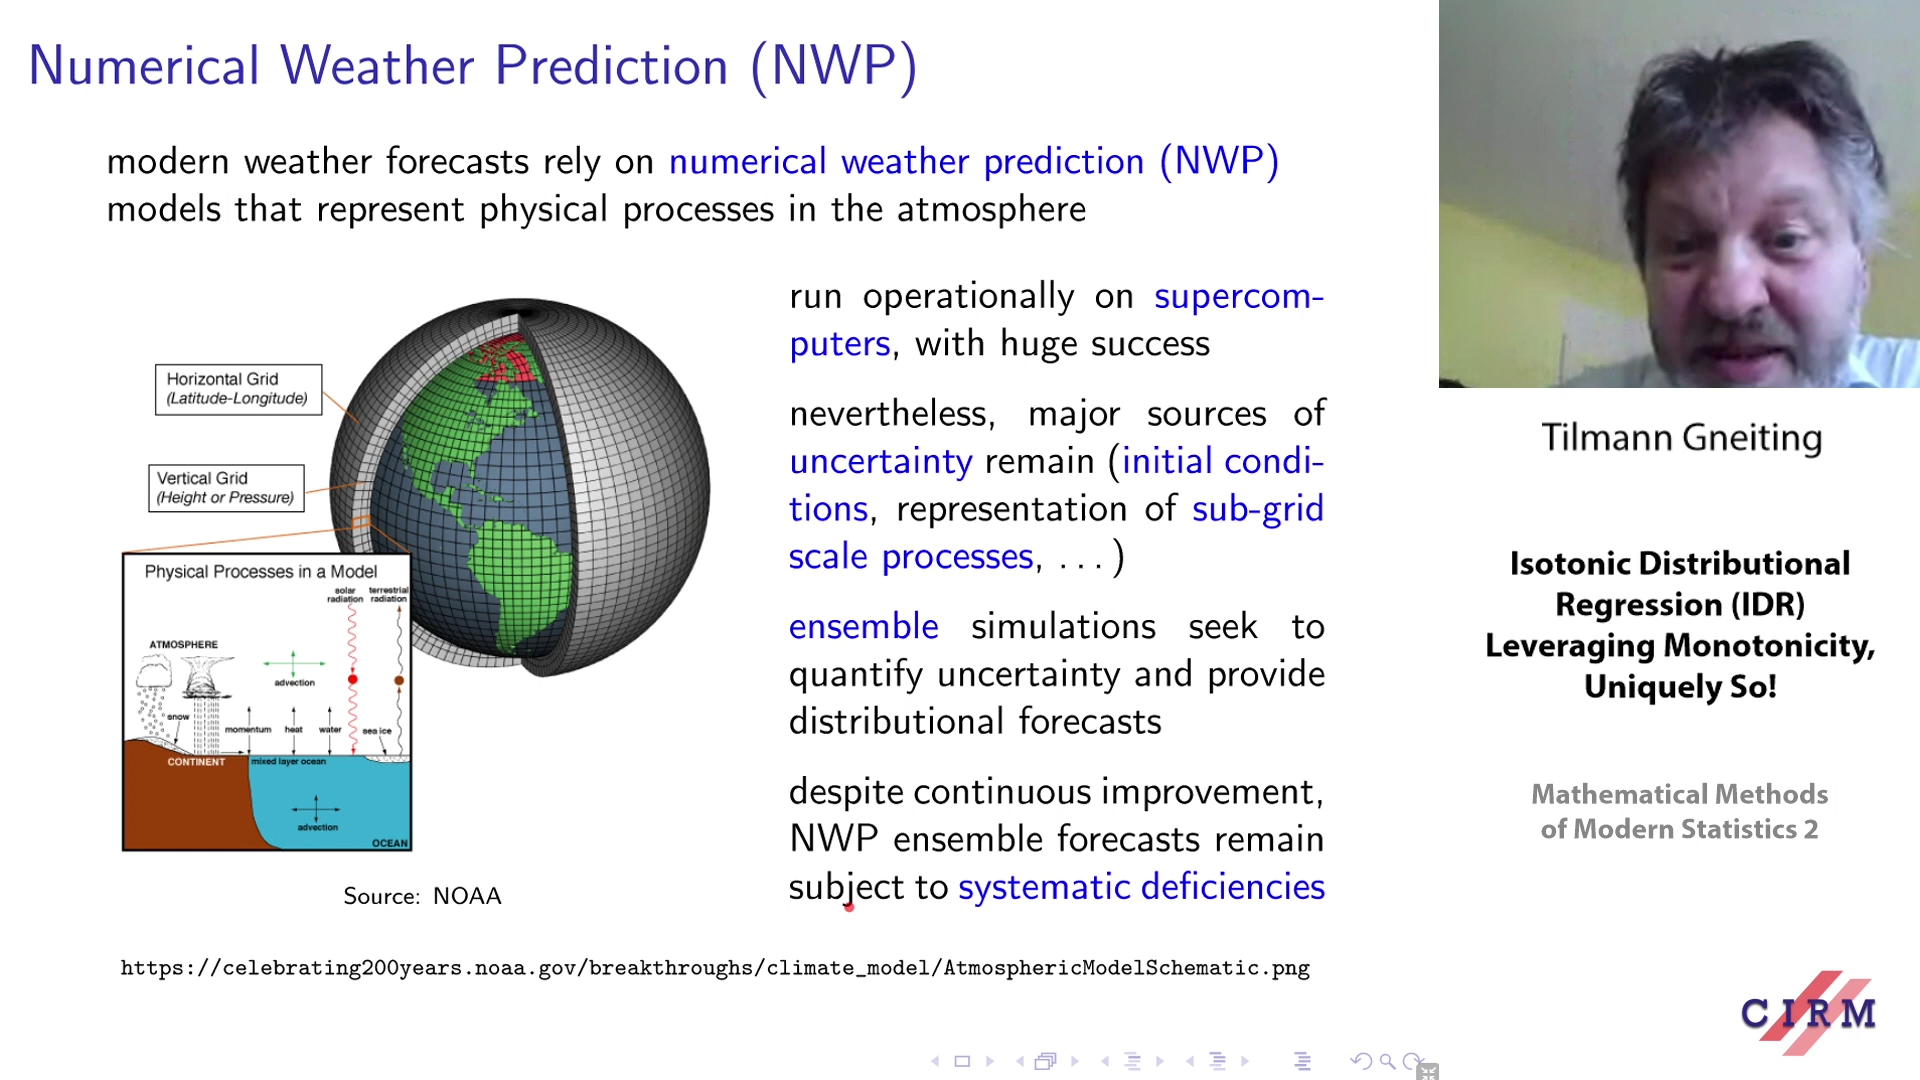 Numerical Weather Prediction (NWP)
modern weather forecasts rely on numerical weather prediction (NWP)
models that represent physical processes in the atmosphere
Horizontal Grid
(Latitude-Longitude)
Vertical Grid
(Height or Pressure)
Physical Processes in a Model
solar
radiation
terrestrial
radiation
ATMOSPHERE
advection
snow
momentum
heat
water
sea ice
CONTINENT
mixed layer ocean
advection
OCEAN
Source: NOAA
run operationally on supercom-
puters, with huge success
nevertheless, major sources of
uncertainty remain (initial condi-
tions, representation of sub-grid
scale processes, ...)
ensemble simulations seek to
quantify uncertainty and provide
distributional forecasts
despite continuous improvement,
NWP ensemble forecasts remain
subject to systematic deficiencies
https://celebrating200years.noaa.gov/breakthroughs/climate_model/AtmosphericModelSchematic.png
Tilmann Gneiting
Isotonic Distributional
Regression (IDR)
Leveraging Monotonicity,
Uniquely So!
Mathematical Methods
of Modern Statistics 2
CIRM